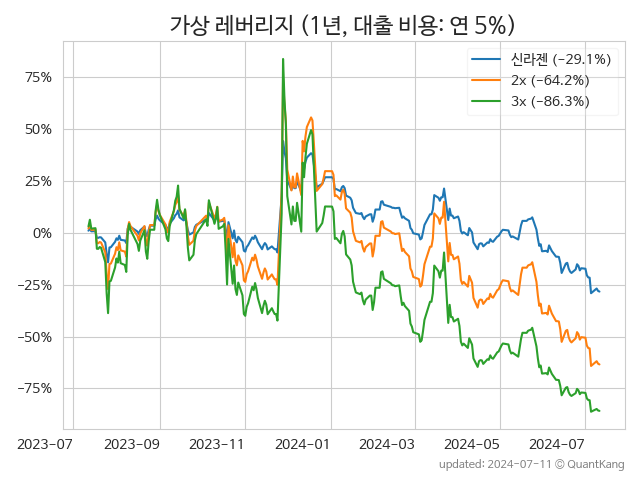 가상 레버리지 (1년, 대출 비용: 연 5%)
신라젠 (−29.1%)
2x (−64.2%)
3x (−86.3%)
75%
50%
25%
0%
−25%
−50%
−75%
2023-07 2023-09 2023-11 2024-01 2024-03 2024-05 2024-07
updated: 2024-07-11 © QuantKang